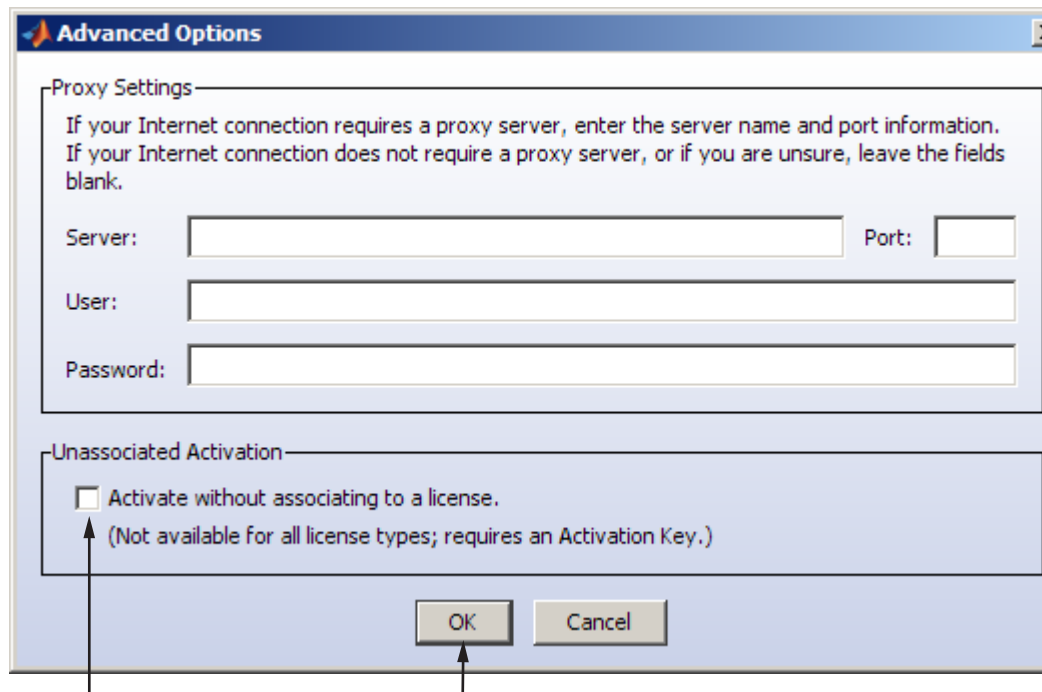 Advanced Options
Proxy Settings
If your Internet connection requires a proxy server, enter the server name and port information.
If your Internet connection does not require a proxy server, or if you are unsure, leave the fields
blank.
Server: Port:
User:
Password:
Unassociated Activation
Activate without associating to a license.
(Not available for all license types; requires an Activation Key.)
OK Cancel